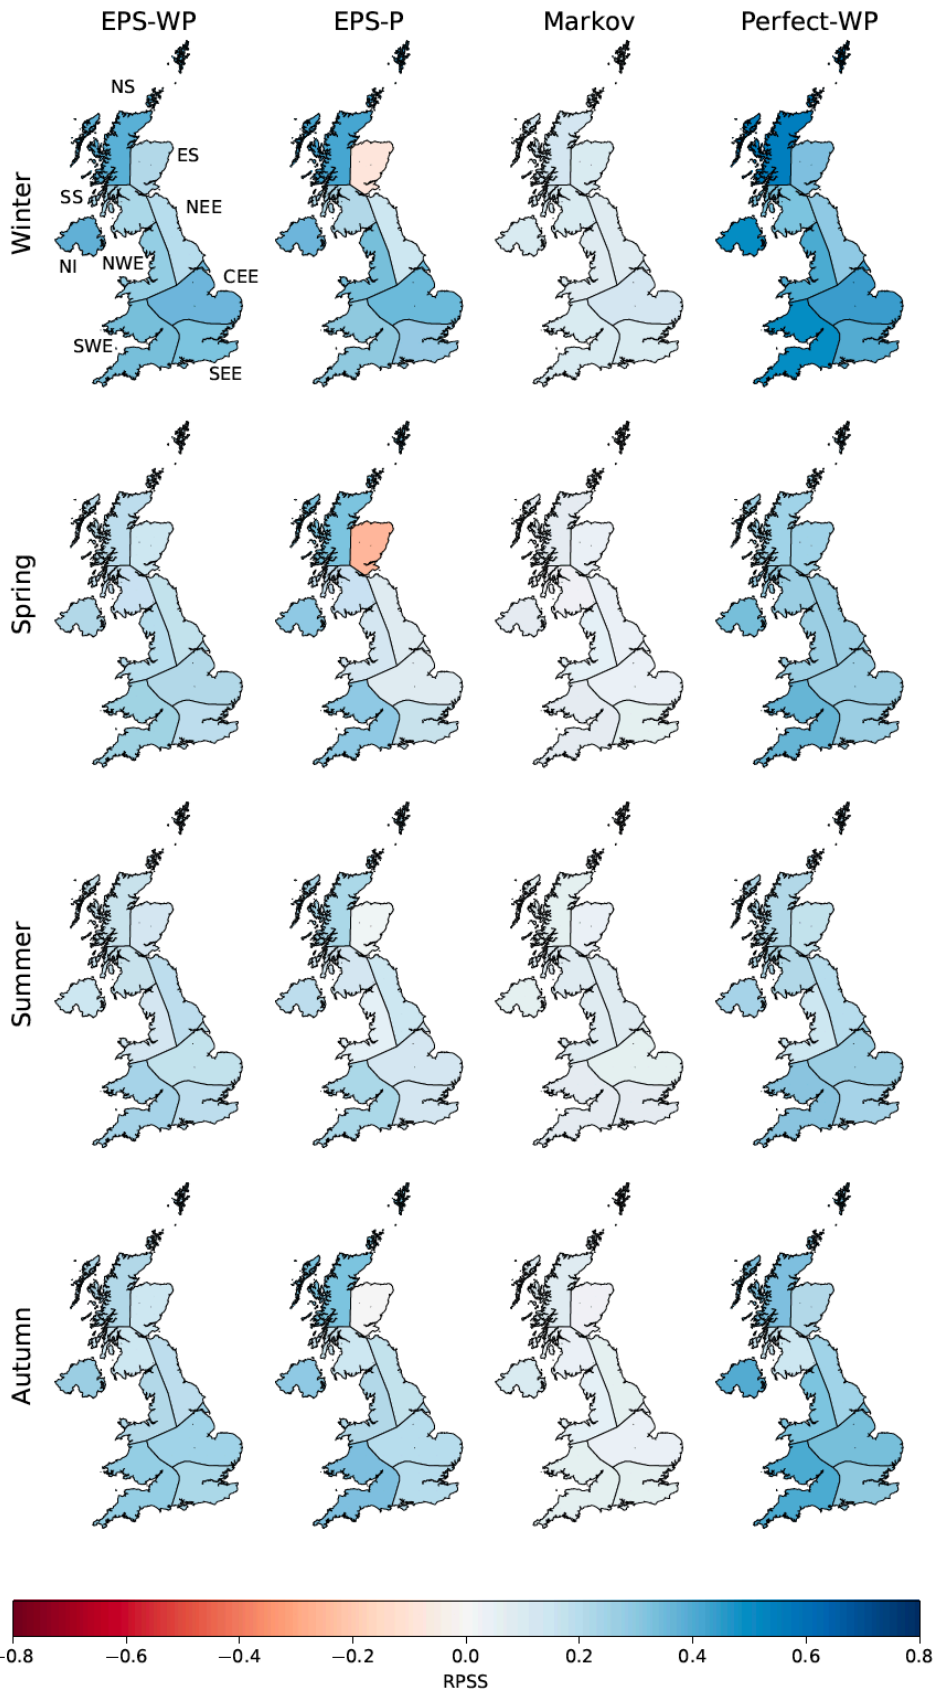 EPS-WP EPS-P Markov Perfect-WP
Winter
NS
ES
SS
NEE
NI
NWE
CEE
SWE
SEE
Spring
Summer
Autumn
−0.8 −0.6 −0.4 −0.2 0.0 0.2 0.4 0.6 0.8
RPSS